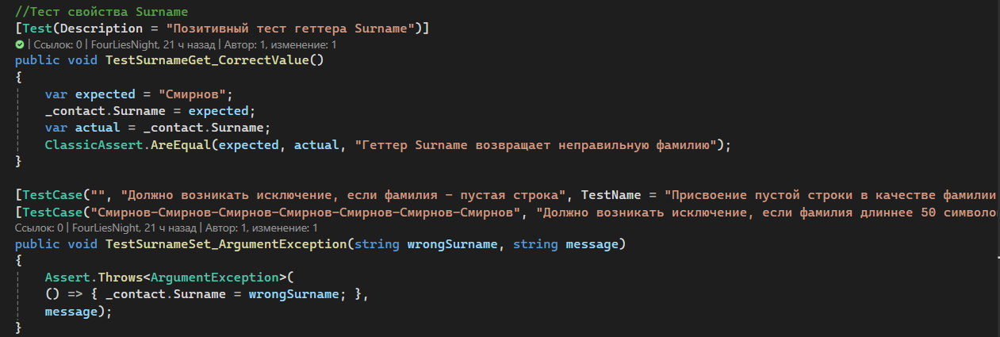 //Тест свойства Surname
[Test(Description = "Позитивный тест геттера Surname")]
| Ссылок: 0 | FourLiesNight, 21 ч назад | Автор: 1, изменение: 1
public void TestSurnameGet_CorrectValue()
{
var expected = "Смирнов";
_contact.Surname = expected;
var actual = _contact.Surname;
ClassicAssert.AreEqual(expected, actual, "Геттер Surname возвращает неправильную фамилию");
}
[TestCase("", "Должно возникать исключение, если фамилия - пустая строка", TestName = "Присвоение пустой строки в качестве фамилии
[TestCase("Смирнов-Смирнов-Смирнов-Смирнов-Смирнов-Смирнов-Смирнов", "Должно возникать исключение, если фамилия длиннее 50 символо
Ссылок: 0 | FourLiesNight, 21 ч назад | Автор: 1, изменение: 1
public void TestSurnameSet_ArgumentException(string wrongSurname, string message)
{
Assert.Throws<ArgumentException>(
() => { _contact.Surname = wrongSurname; },
message);
}